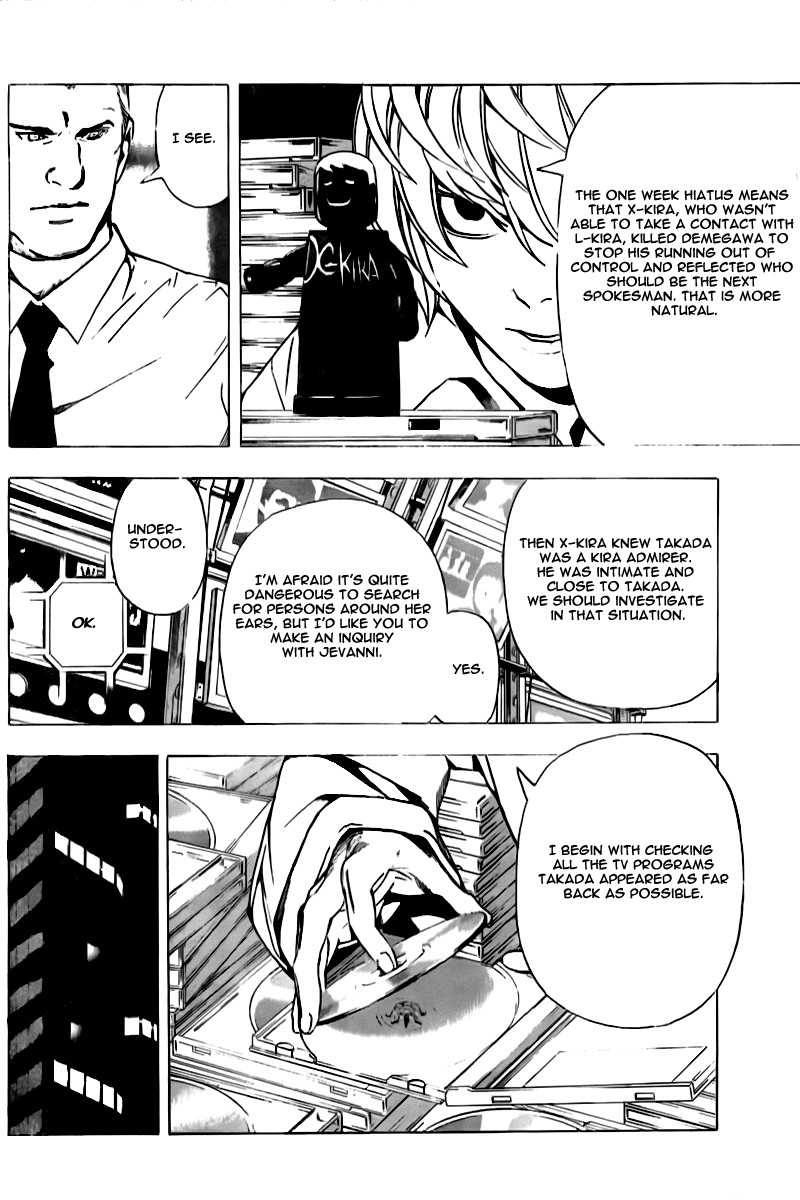 THE ONE WEEK HIATUS MEANS
THAT X-KIRA, WHO WASN'T
ABLE TO TAKE A CONTACT WITH
L-KIRA, KILLED DEMEGAWA TO
STOP HIS RUNNING OUT OF
CONTROL AND REFLECTED WHO
SHOULD BE THE NEXT
SPOKESMAN. THAT IS MORE
NATURAL.
DE-KIRA
I SEE.
THEN X-KIRA KNEW TAKADA
WAS A KIRA ADMIRER.
HE WAS INTIMATE AND
CLOSE TO TAKADA.
WE SHOULD INVESTIGATE
IN THAT SITUATION.
YES.
I'M AFRAID IT'S QUITE
DANGEROUS TO SEARCH
FOR PERSONS AROUND HER
EARS, BUT I'D LIKE YOU TO
MAKE AN INQUIRY
WITH JEVANNI.
UNDER-
STOOD.
OK.
I BEGIN WITH CHECKING
ALL THE TV PROGRAMS
TAKADA APPEARED AS FAR
BACK AS POSSIBLE.